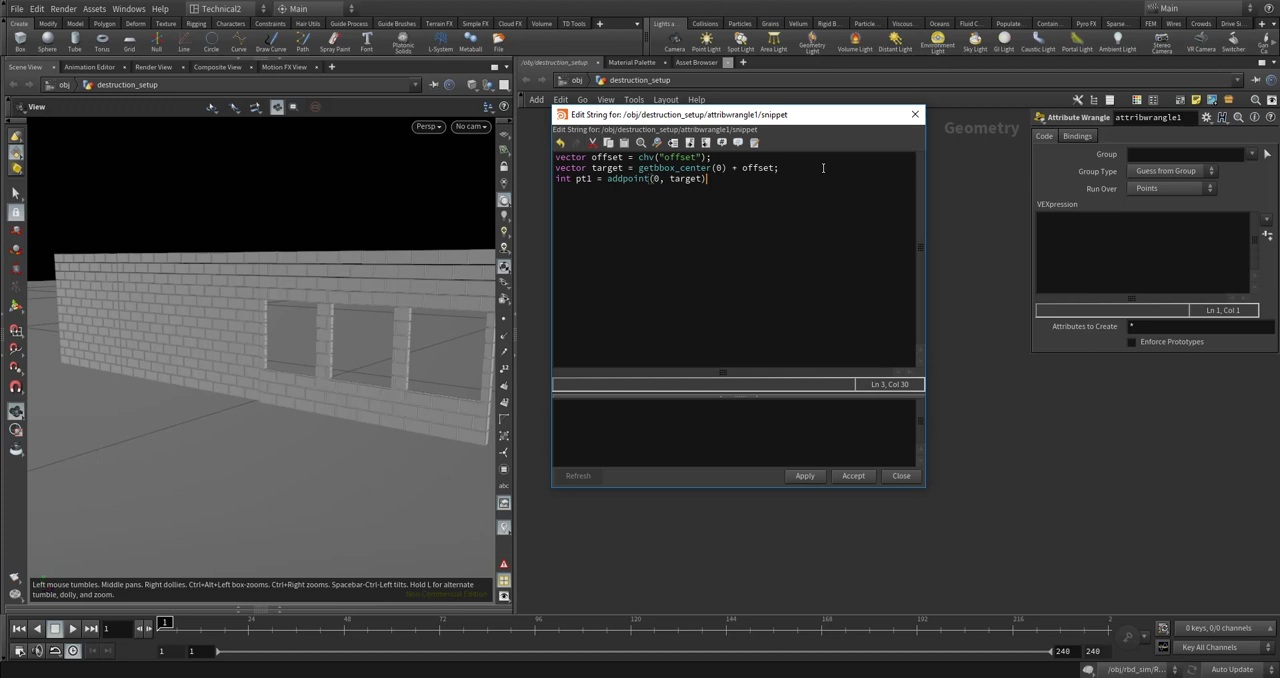 File Edit Render Assets Windows Help Technical2 Main Main
Create Modify Model Polygon Deform Texture Rigging Characters Constraints Hair Utils Guide Process Guide Brushes Terrain FX Simple FX Cloud FX Volume TD Tools
Lights a... Collisions Particles Grains Vellum Rigid B... Particle... Viscous... Oceans Fluid C... Populate... Contain... Pyro FX Sparse... FEM Wires Crowds Drive Si...
Box Sphere Tube Torus Grid Null Line Circle Curve Draw Curve Path Spray Paint Font Platonic Solids L-System Metaball File
Camera Point Light Spot Light Area Light Geometry Light Volume Light Distant Light Environment Light Sky Light GI Light Caustic Light Portal Light Ambient Light Stereo Camera VR Camera Switcher
Scene View Animation Editor Render View Composite View Motion FX View
/obj/destruction_setup Material Palette Asset Browser
obj destruction_setup
obj destruction_setup
View
Persp No cam
Add Edit Go View Tools Layout Help
Geometry
Edit String for: /obj/destruction_setup/attribwrangle1/snippet
Edit String for: /obj/destruction_setup/attribwrangle1/snippet
vector offset = chv("offset");
vector target = getbbox_center(0) + offset;
int pt1 = addpoint(0, target)
Ln 3, Col 30
Refresh Apply Accept Close
Attribute Wrangle attribwrangle1
Code Bindings
Group
Group Type Guess from Group
Run Over Points
VEXpression
Ln 1, Col 1
Attributes to Create *
Enforce Prototypes
abc
Left mouse tumbles. Middle pans. Right dollies. Ctrl+Alt+Left box-zooms. Ctrl+Right zooms. Spacebar-Ctrl-Left tilts. Hold L for alternate
tumble, dolly, and zoom.
Non-Commercial Edition
1 1 24 48 72 96 120 144 168 192 216 2
0 keys, 0/0 channels
1 1 240 240
Key All Channels
/obj/rbd_sim/R... Auto Update